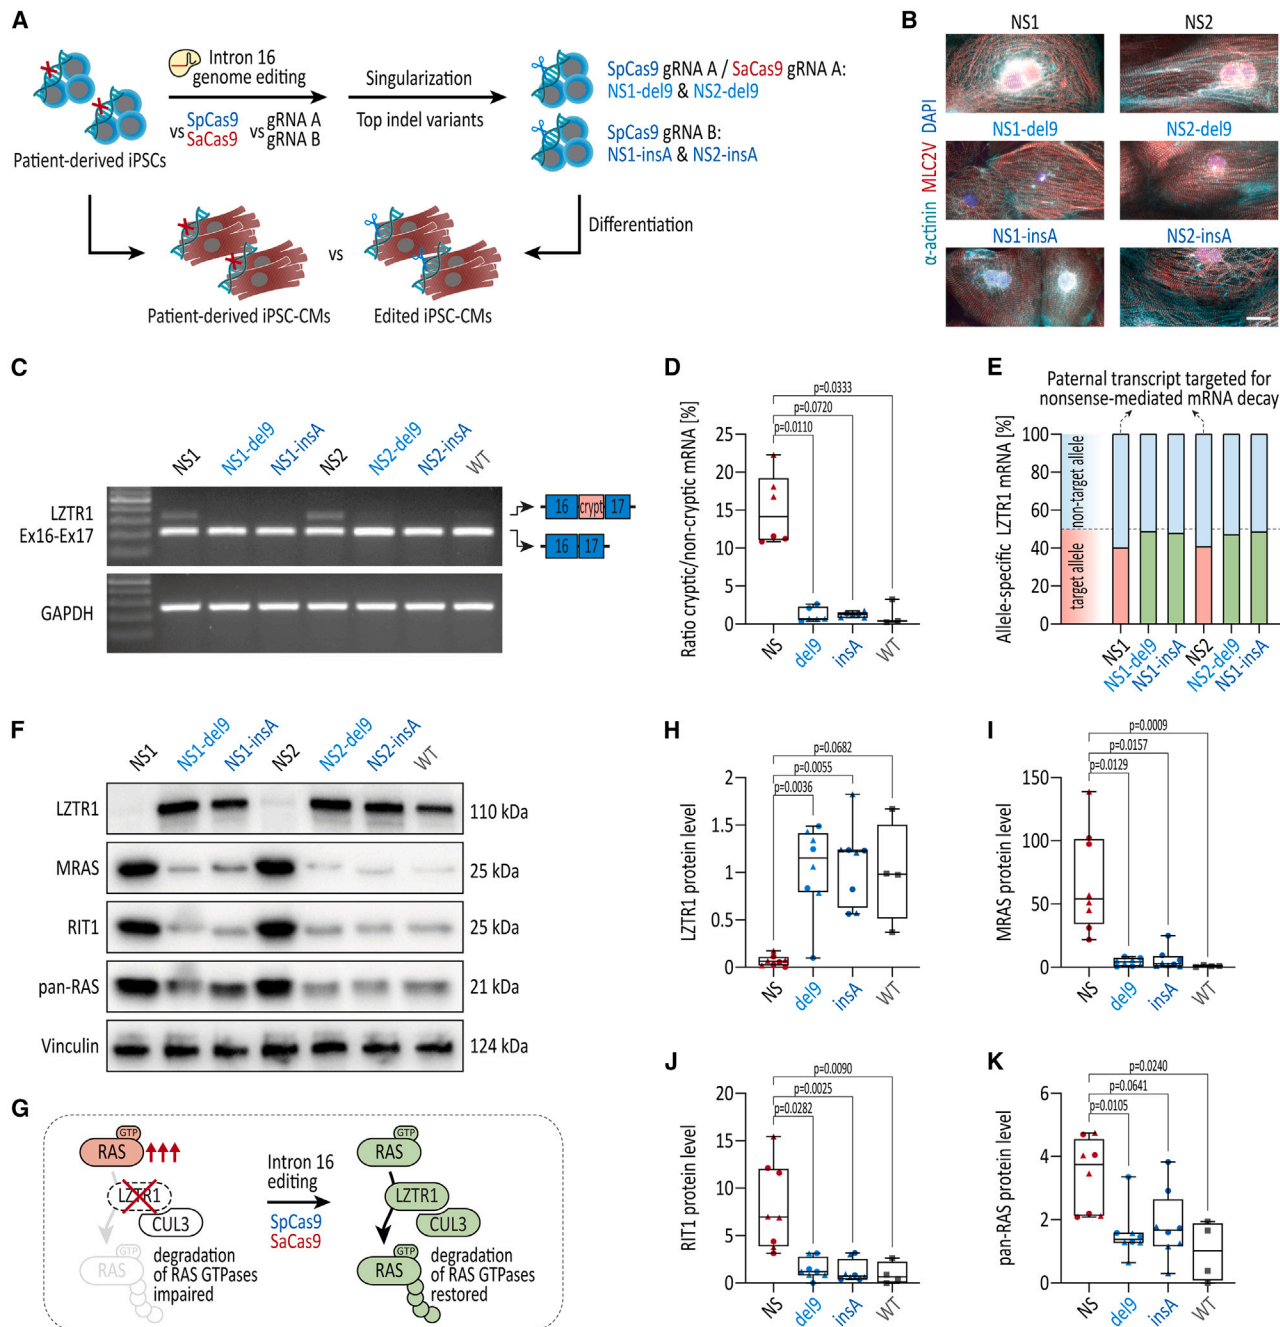 A
Intron 16
genome editing
vs
SpCas9
SaCas9
vs
gRNA A
gRNA B
Patient-derived iPSCs
Singularization
Top indel variants
SpCas9 gRNA A / SaCas9 gRNA A:
NS1-del9 & NS2-del9
SpCas9 gRNA B:
NS1-insA & NS2-insA
Differentiation
vs
Patient-derived iPSC-CMs
Edited iPSC-CMs
B
α-actinin MLC2V DAPI
NS1
NS2
NS1-del9
NS2-del9
NS1-insA
NS2-insA
C
NS1
NS1-del9
NS1-insA
NS2
NS2-del9
NS2-insA
WT
LZTR1
Ex16-Ex17
GAPDH
16 crypt 17
16 17
D
Ratio cryptic/non-cryptic mRNA [%]
p=0.0333
p=0.0720
p=0.0110
25
20
15
10
5
0
NS
del9
insA
WT
E
Paternal transcript targeted for
nonsense-mediated mRNA decay
Allele-specific LZTR1 mRNA [%]
100
80
60
40
20
0
non-target allele
target allele
NS1
NS1-del9
NS1-insA
NS2
NS2-del9
NS1-insA
F
NS1
NS1-del9
NS1-insA
NS2
NS2-del9
NS2-insA
WT
LZTR1
110 kDa
MRAS
25 kDa
RIT1
25 kDa
pan-RAS
21 kDa
Vinculin
124 kDa
G
GTP
RAS
LZTR1
CUL3
GTP
RAS
degradation
of RAS GTPases
impaired
Intron 16
editing
SpCas9
SaCas9
GTP
RAS
LZTR1
CUL3
GTP
RAS
degradation
of RAS GTPases
restored
H
LZTR1 protein level
p=0.0682
p=0.0055
p=0.0036
2
1.5
1
0.5
0
NS
del9
insA
WT
I
MRAS protein level
p=0.0009
p=0.0157
p=0.0129
150
100
50
0
NS
del9
insA
WT
J
RIT1 protein level
p=0.0090
p=0.0025
p=0.0282
20
15
10
5
0
NS
del9
insA
WT
K
pan-RAS protein level
p=0.0240
p=0.0641
p=0.0105
6
4
2
0
NS
del9
insA
WT